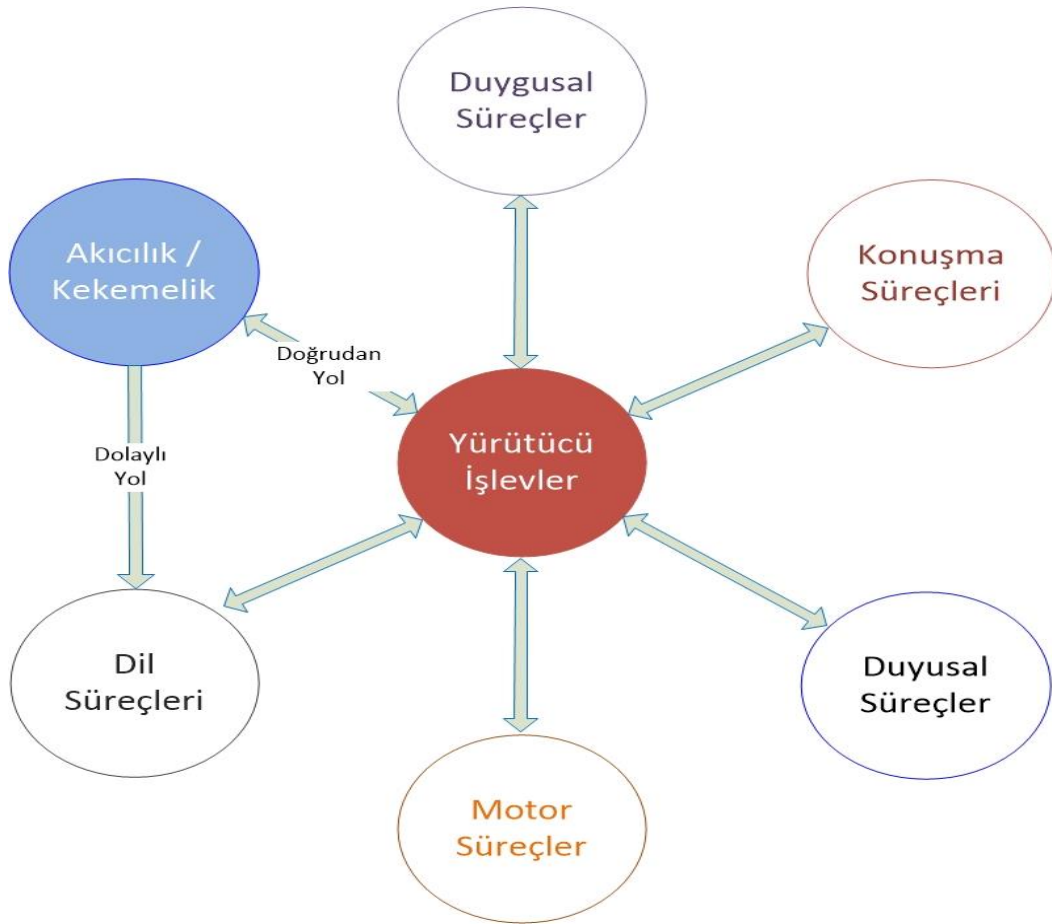 Duygusal
Süreçler
Akıcılık /
Kekemelik
Konuşma
Süreçleri
Doğrudan
Yol
Yürütücü
İşlevler
Dolaylı
Yol
Dil
Süreçleri
Duyusal
Süreçler
Motor
Süreçler